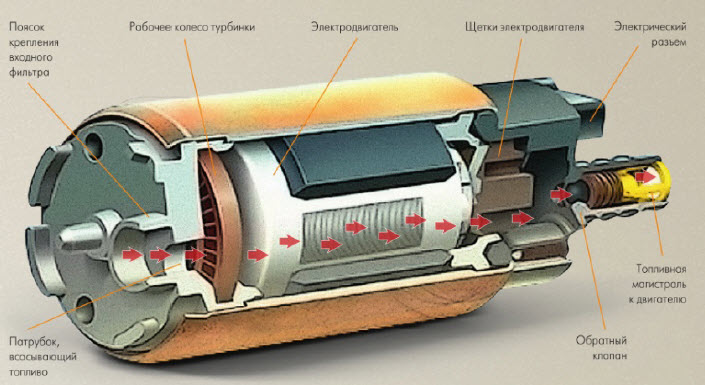 Поясок
крепления
входного
фильтра
Рабочее колесо турбинки
Электродвигатель
Щетки электродвигателя
Электрический
разъем
Патрубок,
всасывающий
топливо
Обратный
клапан
Топливная
магистраль
к двигателю